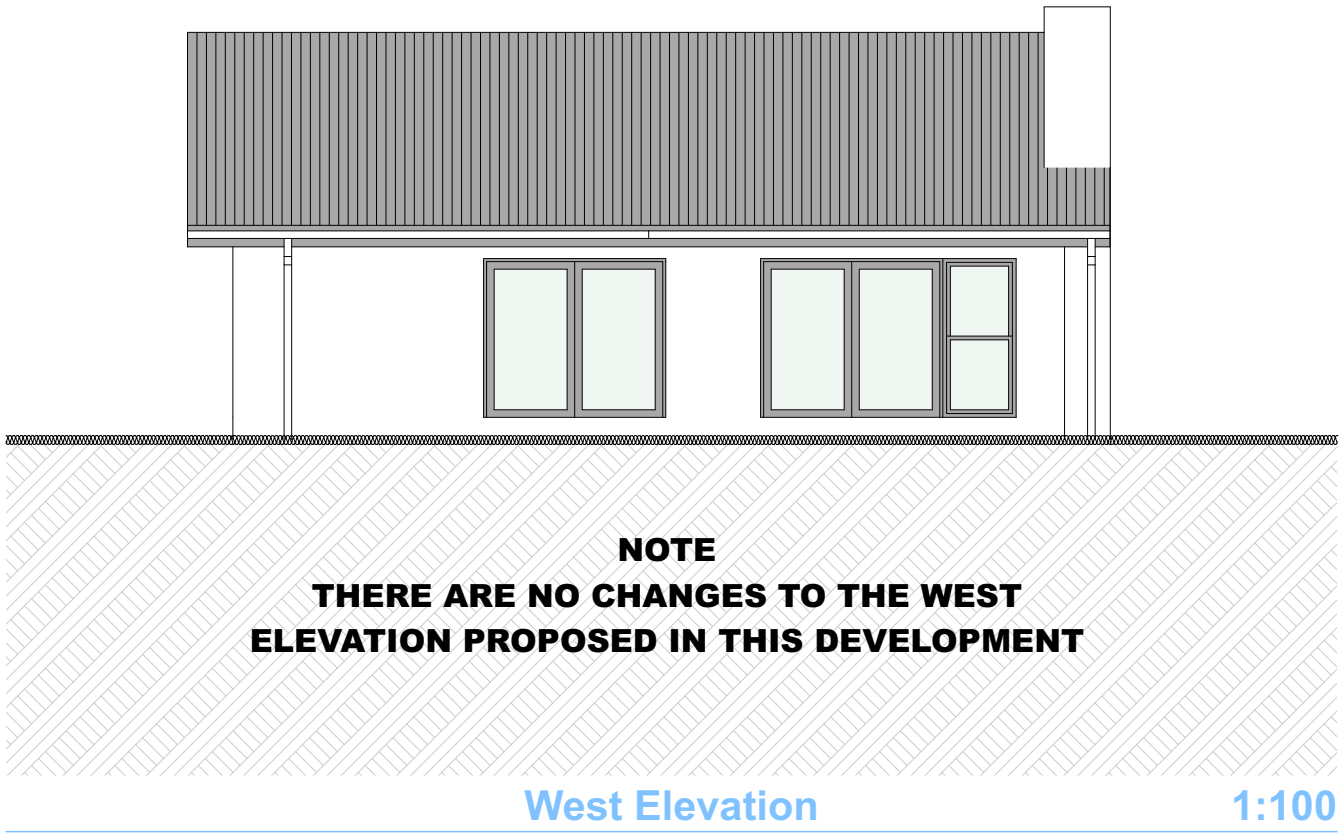 NOTE
THERE ARE NO CHANGES TO THE WEST
ELEVATION PROPOSED IN THIS DEVELOPMENT
West Elevation 1:100